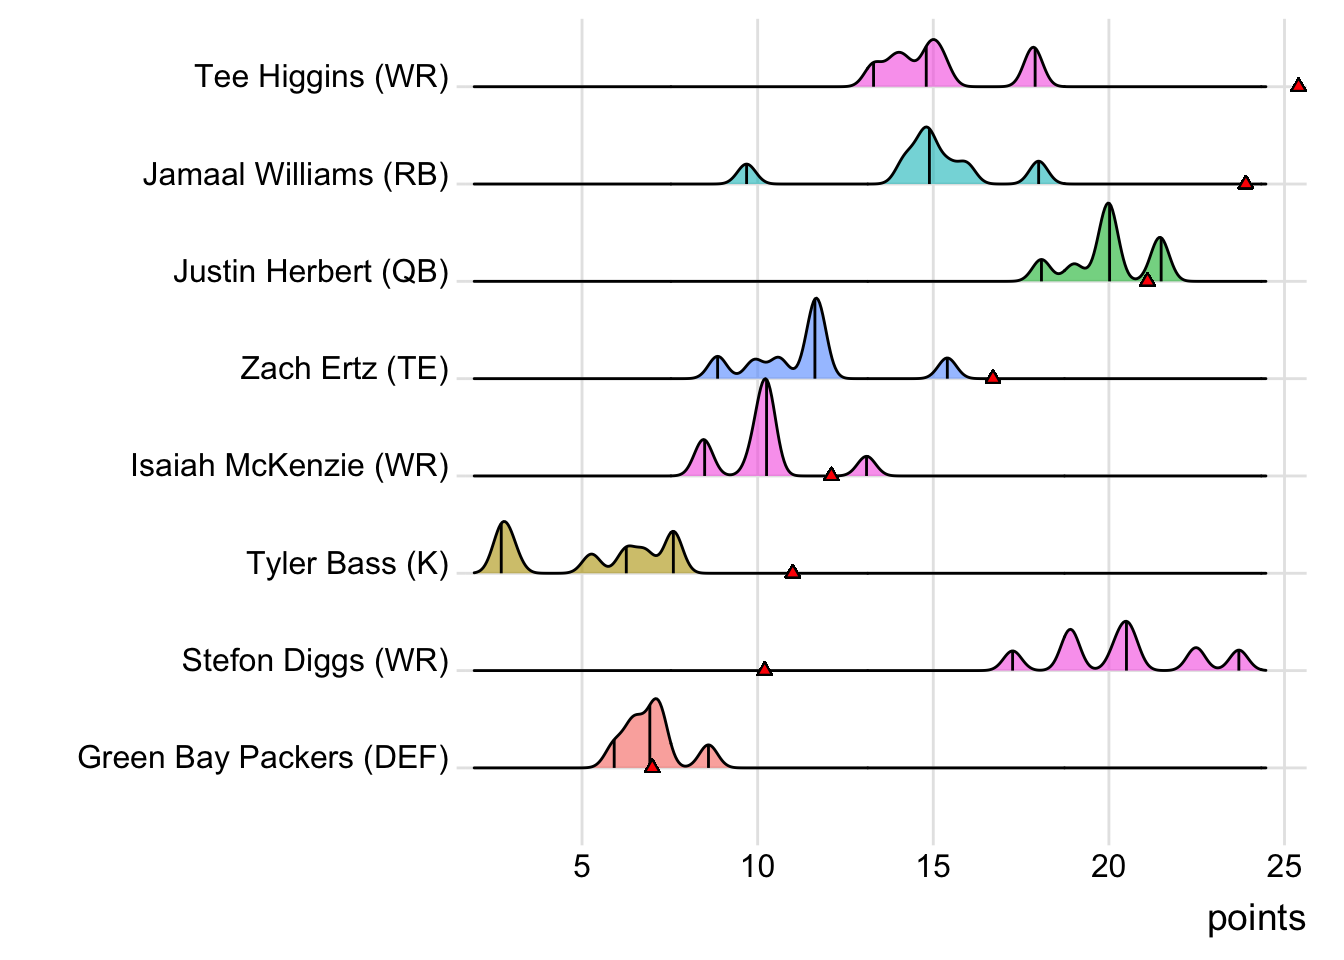 Tee Higgins (WR)
Jamaal Williams (RB)
Justin Herbert (QB)
Zach Ertz (TE)
Isaiah McKenzie (WR)
Tyler Bass (K)
Stefon Diggs (WR)
Green Bay Packers (DEF)
5 10 15 20 25
points